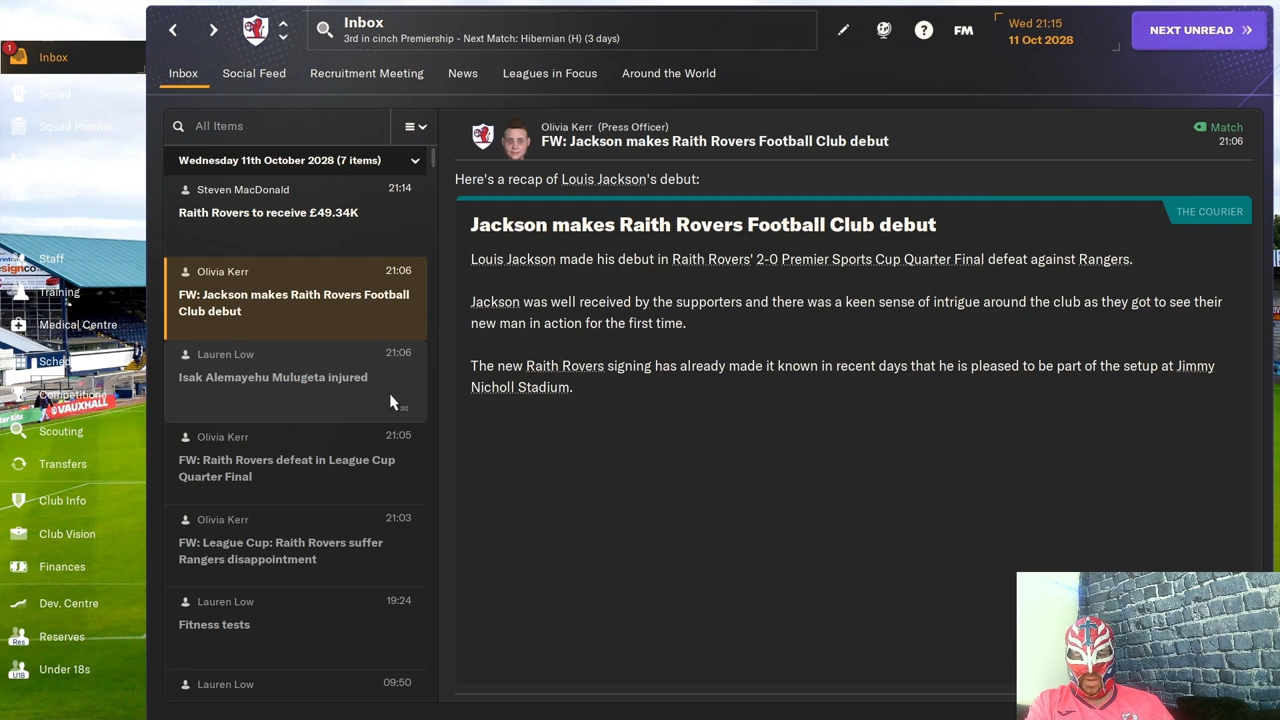 Inbox
3rd in cinch Premiership - Next Match: Hibernian (H) (3 days)
FM
Wed 21:15
11 Oct 2028
NEXT UNREAD
1
Inbox
Squad
Squad Planner
Staff
Training
Medical Centre
Sched
Competitions
VAUXHALL
Scouting
Transfers
Club Info
Club Vision
Finances
Dev. Centre
Res
Reserves
U18
Under 18s
Inbox
Social Feed
Recruitment Meeting
News
Leagues in Focus
Around the World
All Items
Wednesday 11th October 2028 (7 items)
Steven MacDonald
21:14
Raith Rovers to receive £49.34K
Olivia Kerr
21:06
FW: Jackson makes Raith Rovers Football
Club debut
Lauren Low
21:06
Isak Alemayehu Mulugeta injured
Olivia Kerr
21:05
FW: Raith Rovers defeat in League Cup
Quarter Final
Olivia Kerr
21:03
FW: League Cup: Raith Rovers suffer
Rangers disappointment
Lauren Low
19:24
Fitness tests
Lauren Low
09:50
Olivia Kerr (Press Officer)
FW: Jackson makes Raith Rovers Football Club debut
Match
21:06
Here's a recap of Louis Jackson's debut:
THE COURIER
Jackson makes Raith Rovers Football Club debut
Louis Jackson made his debut in Raith Rovers' 2-0 Premier Sports Cup Quarter Final defeat against Rangers.
Jackson was well received by the supporters and there was a keen sense of intrigue around the club as they got to see their
new man in action for the first time.
The new Raith Rovers signing has already made it known in recent days that he is pleased to be part of the setup at Jimmy
Nicholl Stadium.